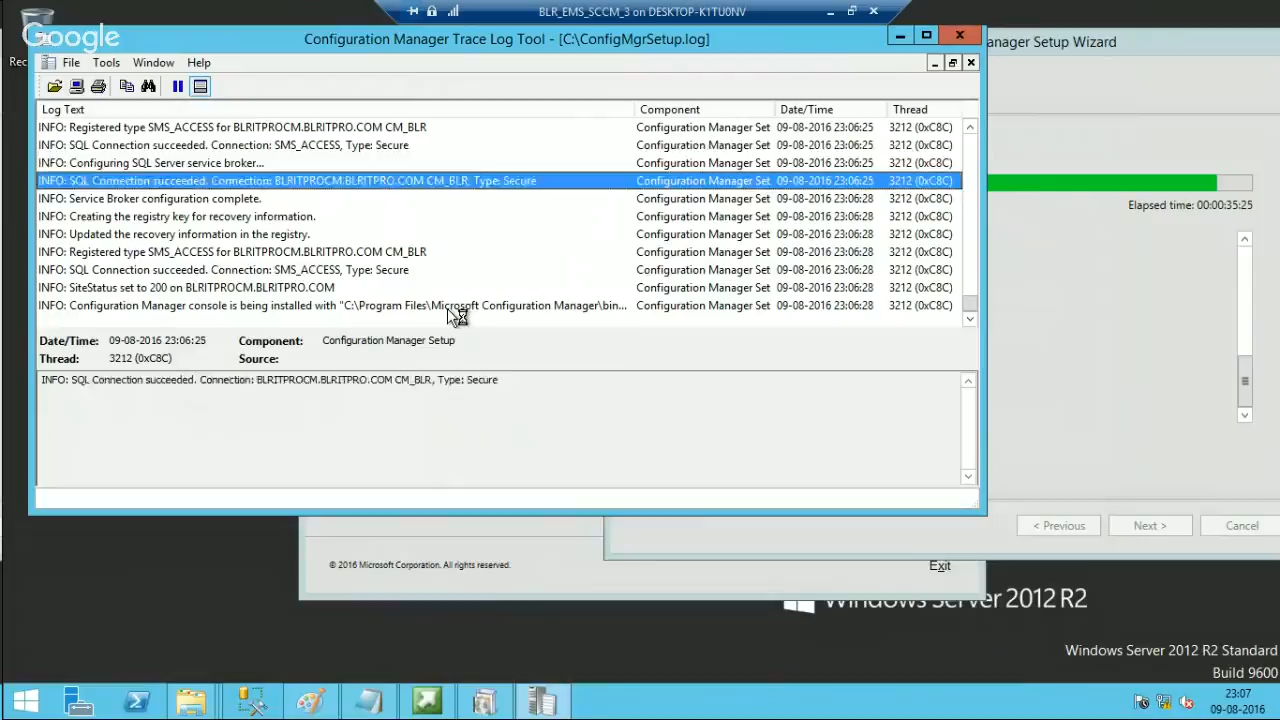 BLR_EMS_SCCM_3 on DESKTOP-K1TU0NV
Google
Rec
Configuration Manager Trace Log Tool - [C:\ConfigMgrSetup.log]
anager Setup Wizard
File Tools Window Help
Log Text Component Date/Time Thread
INFO: Registered type SMS_ACCESS for BLRITPROCM.BLRITPRO.COM CM_BLR Configuration Manager Set 09-08-2016 23:06:25 3212 (0xC8C)
INFO: SQL Connection succeeded. Connection: SMS_ACCESS, Type: Secure Configuration Manager Set 09-08-2016 23:06:25 3212 (0xC8C)
INFO: Configuring SQL Server service broker... Configuration Manager Set 09-08-2016 23:06:25 3212 (0xC8C)
INFO: SQL Connection succeeded. Connection: BLRITPROCM.BLRITPRO.COM CM_BLR, Type: Secure Configuration Manager Set 09-08-2016 23:06:25 3212 (0xC8C)
INFO: Service Broker configuration complete. Configuration Manager Set 09-08-2016 23:06:28 3212 (0xC8C)
INFO: Creating the registry key for recovery information. Configuration Manager Set 09-08-2016 23:06:28 3212 (0xC8C)
INFO: Updated the recovery information in the registry. Configuration Manager Set 09-08-2016 23:06:28 3212 (0xC8C)
INFO: Registered type SMS_ACCESS for BLRITPROCM.BLRITPRO.COM CM_BLR Configuration Manager Set 09-08-2016 23:06:28 3212 (0xC8C)
INFO: SQL Connection succeeded. Connection: SMS_ACCESS, Type: Secure Configuration Manager Set 09-08-2016 23:06:28 3212 (0xC8C)
INFO: SiteStatus set to 200 on BLRITPROCM.BLRITPRO.COM Configuration Manager Set 09-08-2016 23:06:28 3212 (0xC8C)
INFO: Configuration Manager console is being installed with "C:\Program Files\Microsoft Configuration Manager\bin... Configuration Manager Set 09-08-2016 23:06:28 3212 (0xC8C)
Elapsed time: 00:00:35:25
Date/Time: 09-08-2016 23:06:25 Component: Configuration Manager Setup
Thread: 3212 (0xC8C) Source:
INFO: SQL Connection succeeded. Connection: BLRITPROCM.BLRITPRO.COM CM_BLR, Type: Secure
< Previous Next > Cancel
© 2016 Microsoft Corporation. All rights reserved. Exit
Windows Server 2012 R2
Windows Server 2012 R2 Standard
Build 9600
23:07
09-08-2016